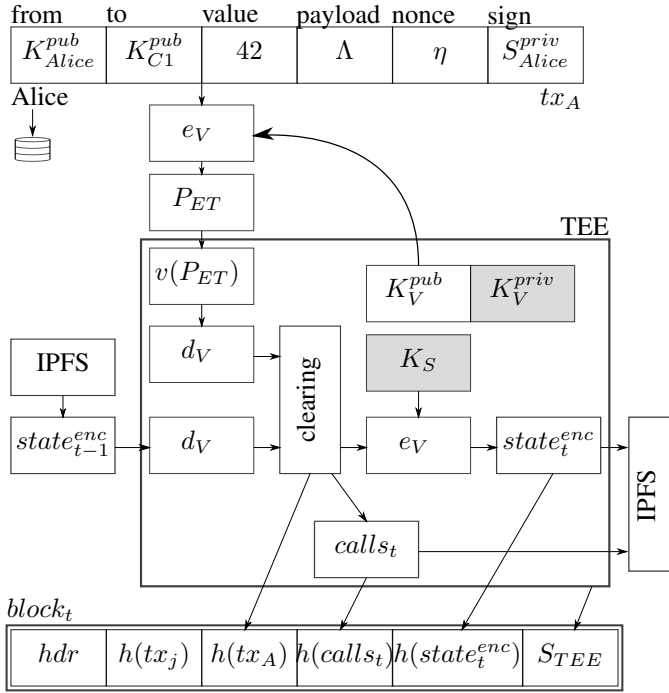 from to value payload nonce sign
K_{Alice}^{pub} K_{C1}^{pub} 42 Λ η S_{Alice}^{priv}
Alice tx_A
e_V
P_{ET}
TEE
v(P_{ET}) K_V^{pub} K_V^{priv}
d_V
IPFS
clearing
K_S
state_{t-1}^{enc} d_V e_V state_t^{enc}
IPFS
calls_t
block_t
hdr h(tx_j) h(tx_A) h(calls_t) h(state_t^{enc}) S_{TEE}